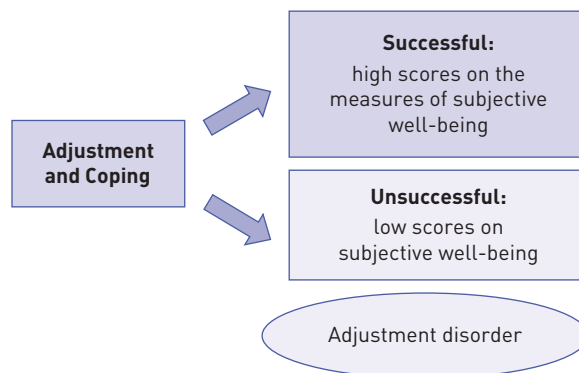 Adjustment
and Coping
Successful:
high scores on the
measures of subjective
well-being
Unsuccessful:
low scores on
subjective well-being
Adjustment disorder